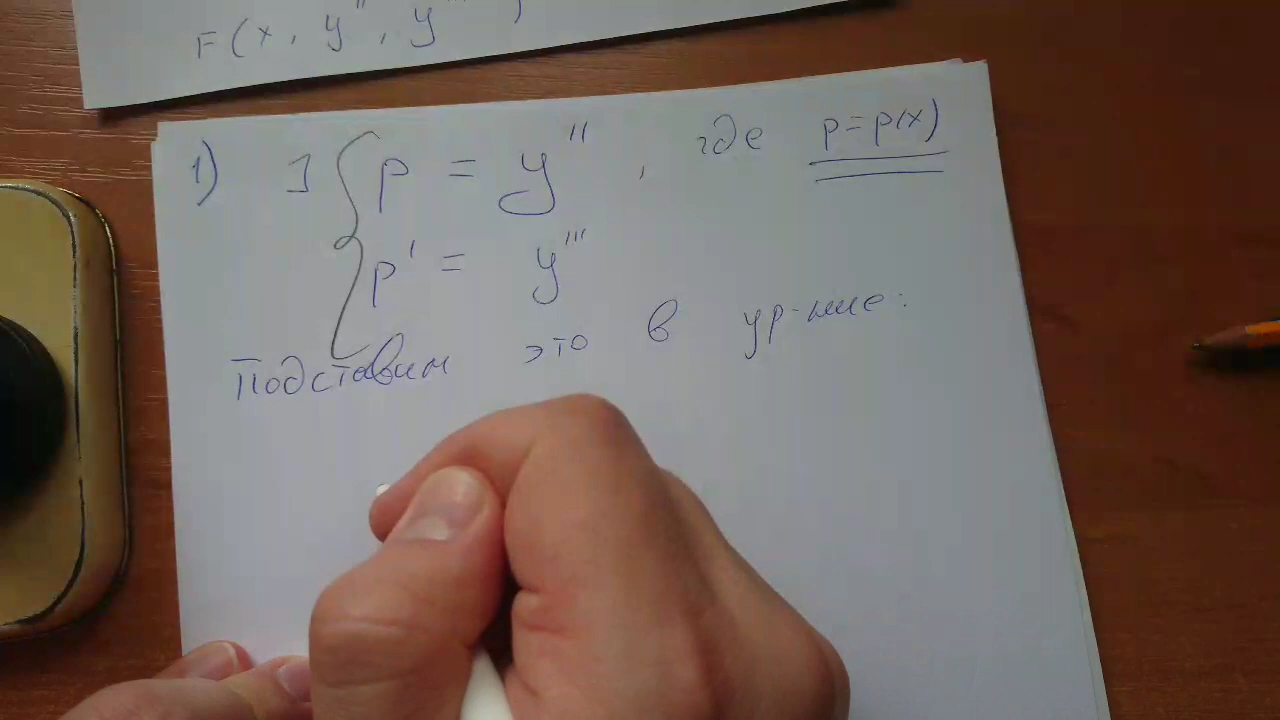 F(x, y'', y''')
1) ] { p = y'', где p=p(x)
p' = y'''
Подставим это в ур-ние: